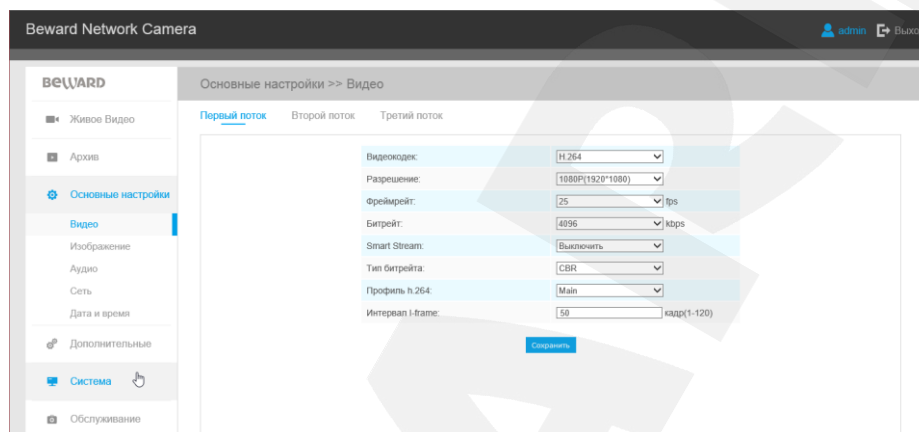 Beward Network Camera
admin
BEWARD
Основные настройки >> Видео
Живое Видео
Первый поток Второй поток Третий поток
Архив
Видеокодек: H.264
Разрешение: 1080P(1920*1080)
Основные настройки
Фреймрейт: 25 fps
Видео
Битрейт: 4096 kbps
Изображение
Smart Stream: Выключить
Аудио
Тип битрейта: CBR
Сеть
Профиль h.264: Main
Дата и время
Интервал I-frame: 50 кадр(1-120)
Дополнительные
Сохранить
Система
Обслуживание